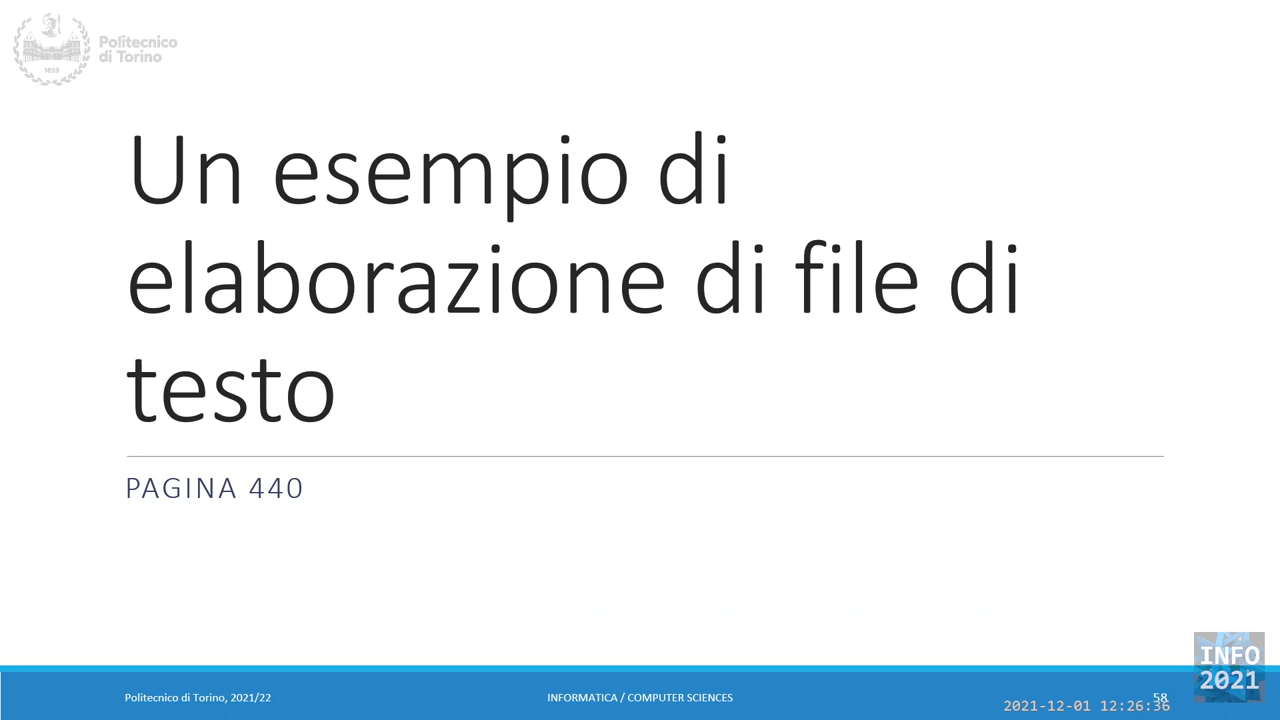 Politecnico
di Torino
1859
Un esempio di
elaborazione di file di
testo
PAGINA 440
INFO
2021
Politecnico di Torino, 2021/22
INFORMATICA / COMPUTER SCIENCES
58
2021-12-01 12:26:36